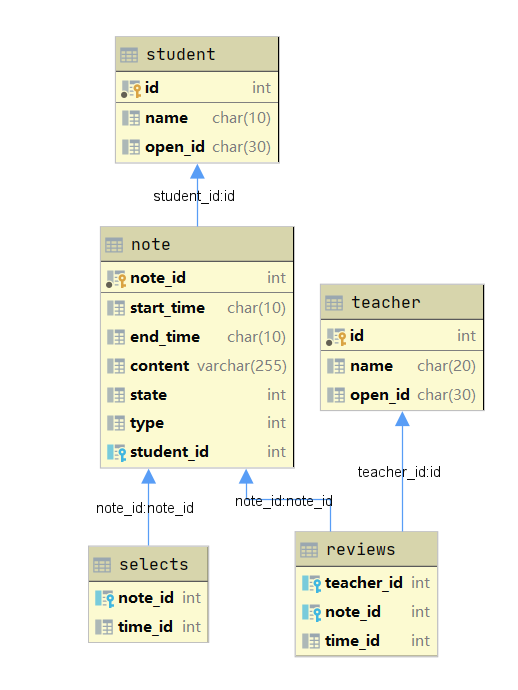 student
id int
name char(10)
open_id char(30)
student_id:id
note
note_id int
start_time char(10)
end_time char(10)
content varchar(255)
state int
type int
student_id int
teacher
id int
name char(20)
open_id char(30)
teacher_id:id
note_id:note_id
note_id:note_id
selects
note_id int
time_id int
reviews
teacher_id int
note_id int
time_id int